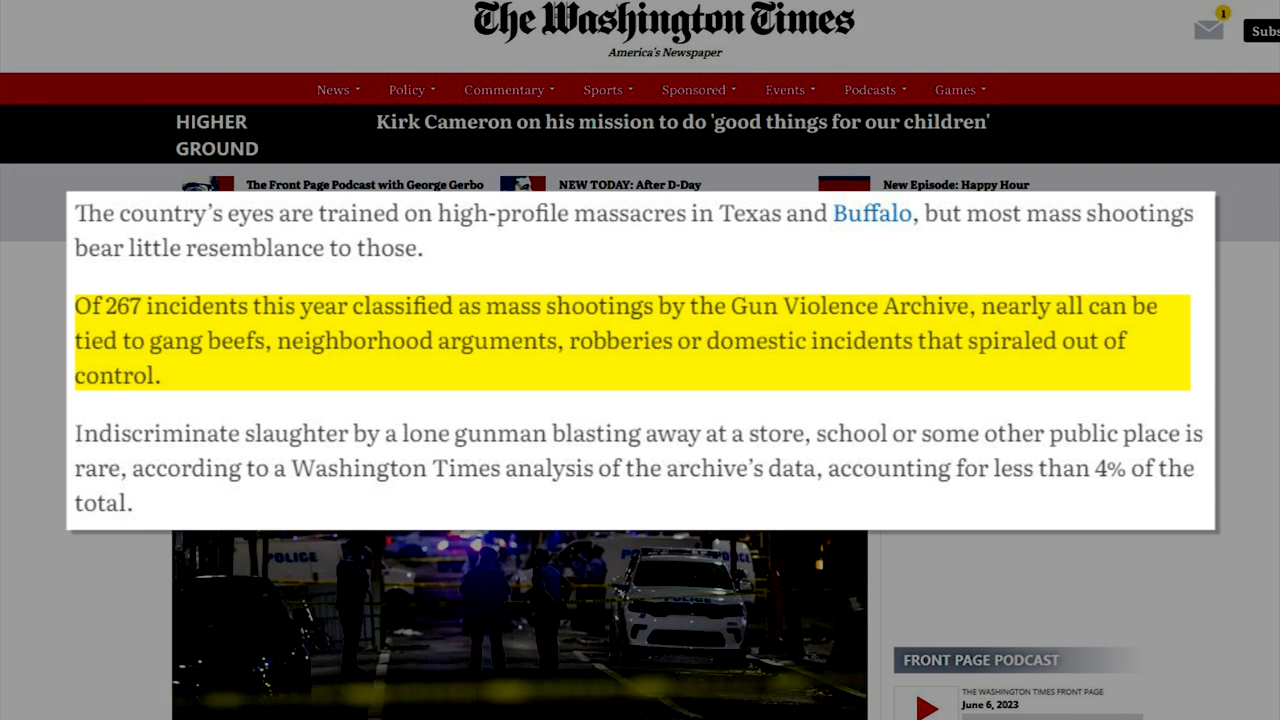 The Washington Times
America's Newspaper
1
Subs
News
Policy
Commentary
Sports
Sponsored
Events
Podcasts
Games
HIGHER
GROUND
Kirk Cameron on his mission to do 'good things for our children'
The Front Page Podcast with George Gerbo
NEW TODAY: After D-Day
New Episode: Happy Hour
The country's eyes are trained on high-profile massacres in Texas and Buffalo, but most mass shootings
bear little resemblance to those.
Of 267 incidents this year classified as mass shootings by the Gun Violence Archive, nearly all can be
tied to gang beefs, neighborhood arguments, robberies or domestic incidents that spiraled out of
control.
Indiscriminate slaughter by a lone gunman blasting away at a store, school or some other public place is
rare, according to a Washington Times analysis of the archive's data, accounting for less than 4% of the
total.
POLICE
POLICE
FRONT PAGE PODCAST
THE WASHINGTON TIMES FRONT PAGE
June 6, 2023